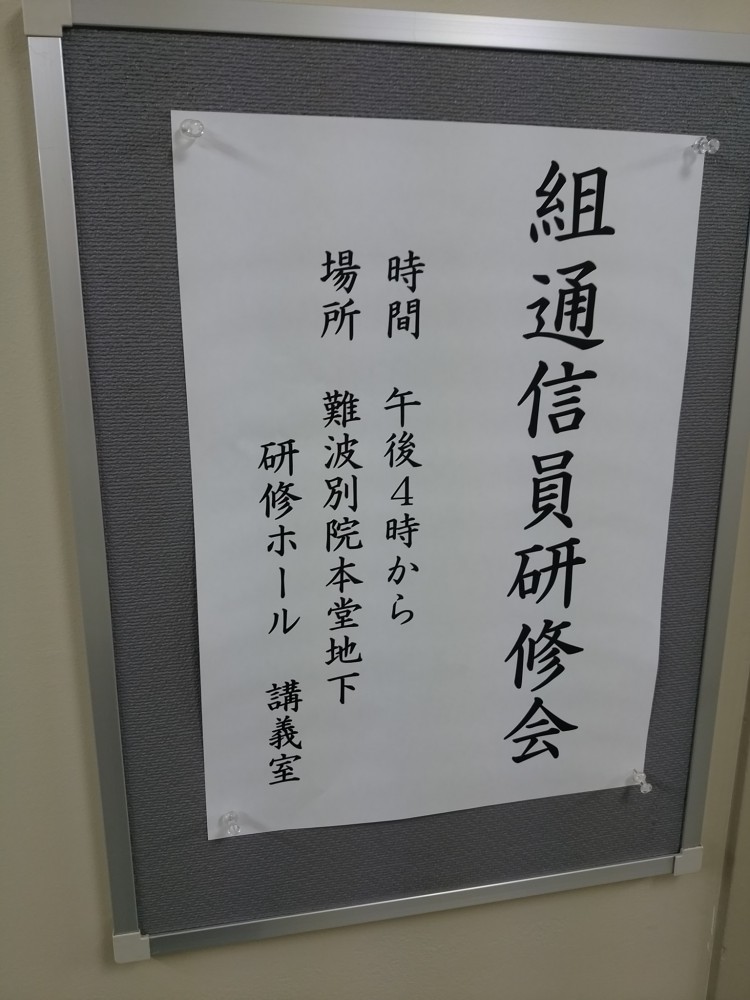 組通信員研修会
時間　午後4時から
場所　難波別院本堂地下
研修ホール　講義室